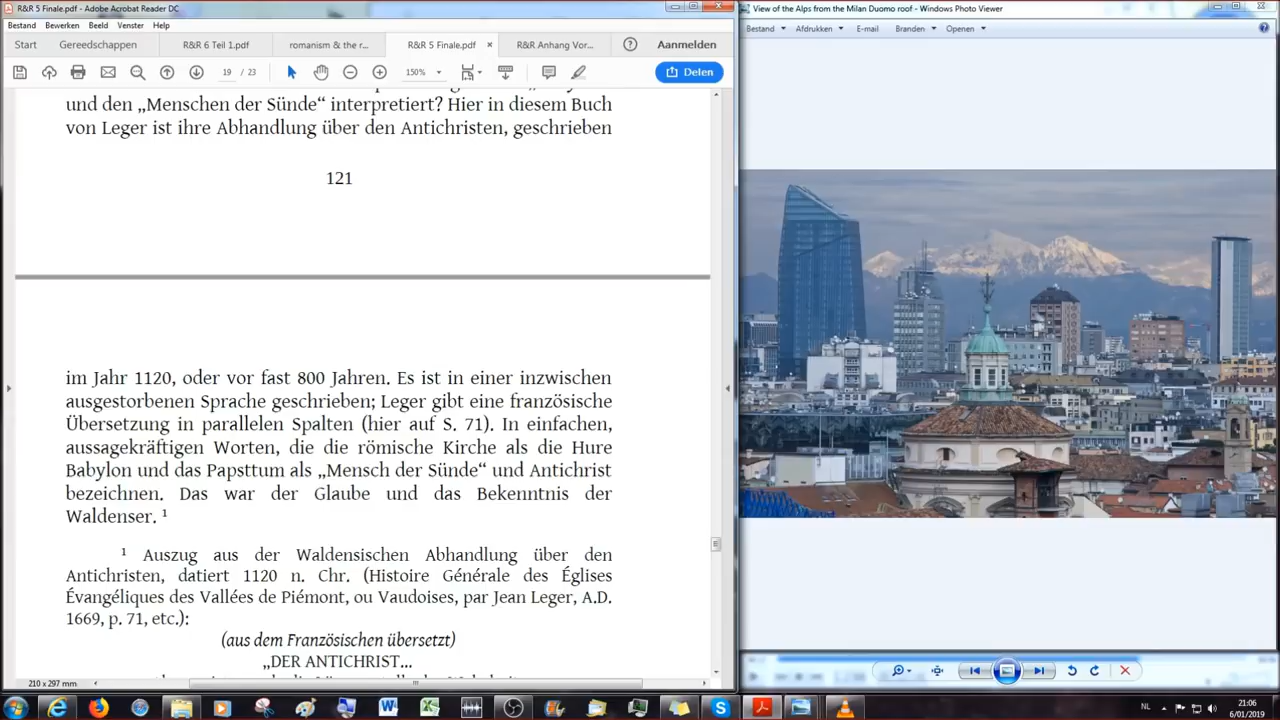 R&R 5 Finale.pdf - Adobe Acrobat Reader DC
Bestand Bewerken Beeld Venster Help
Start Gereedschappen R&R 6 Teil 1.pdf romanism & the r... R&R 5 Finale.pdf × R&R Anhang Vor... Aanmelden
19 / 23 150% Delen
und den „Menschen der Sünde“ interpretiert? Hier in diesem Buch
von Leger ist ihre Abhandlung über den Antichristen, geschrieben
121
im Jahr 1120, oder vor fast 800 Jahren. Es ist in einer inzwischen
ausgestorbenen Sprache geschrieben; Leger gibt eine französische
Übersetzung in parallelen Spalten (hier auf S. 71). In einfachen,
aussagekräftigen Worten, die die römische Kirche als die Hure
Babylon und das Papsttum als „Mensch der Sünde“ und Antichrist
bezeichnen. Das war der Glaube und das Bekenntnis der
Waldenser. ¹
¹ Auszug aus der Waldensischen Abhandlung über den
Antichristen, datiert 1120 n. Chr. (Histoire Générale des Églises
Évangéliques des Vallées de Piémont, ou Vaudoises, par Jean Leger, A.D.
1669, p. 71, etc.):
(aus dem Französischen übersetzt)
„DER ANTICHRIST...
210 x 297 mm
View of the Alps from the Milan Duomo roof - Windows Photo Viewer
Bestand Afdrukken E-mail Branden Openen
NL 21:06
6/01/2019